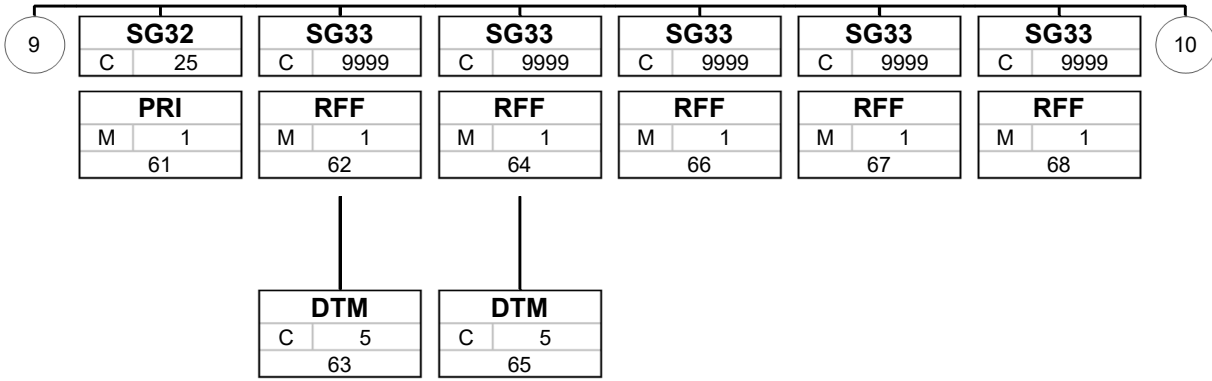 9
SG32
C 25
SG33
C 9999
SG33
C 9999
SG33
C 9999
SG33
C 9999
SG33
C 9999
10
PRI
M 1
61
RFF
M 1
62
RFF
M 1
64
RFF
M 1
66
RFF
M 1
67
RFF
M 1
68
DTM
C 5
63
DTM
C 5
65